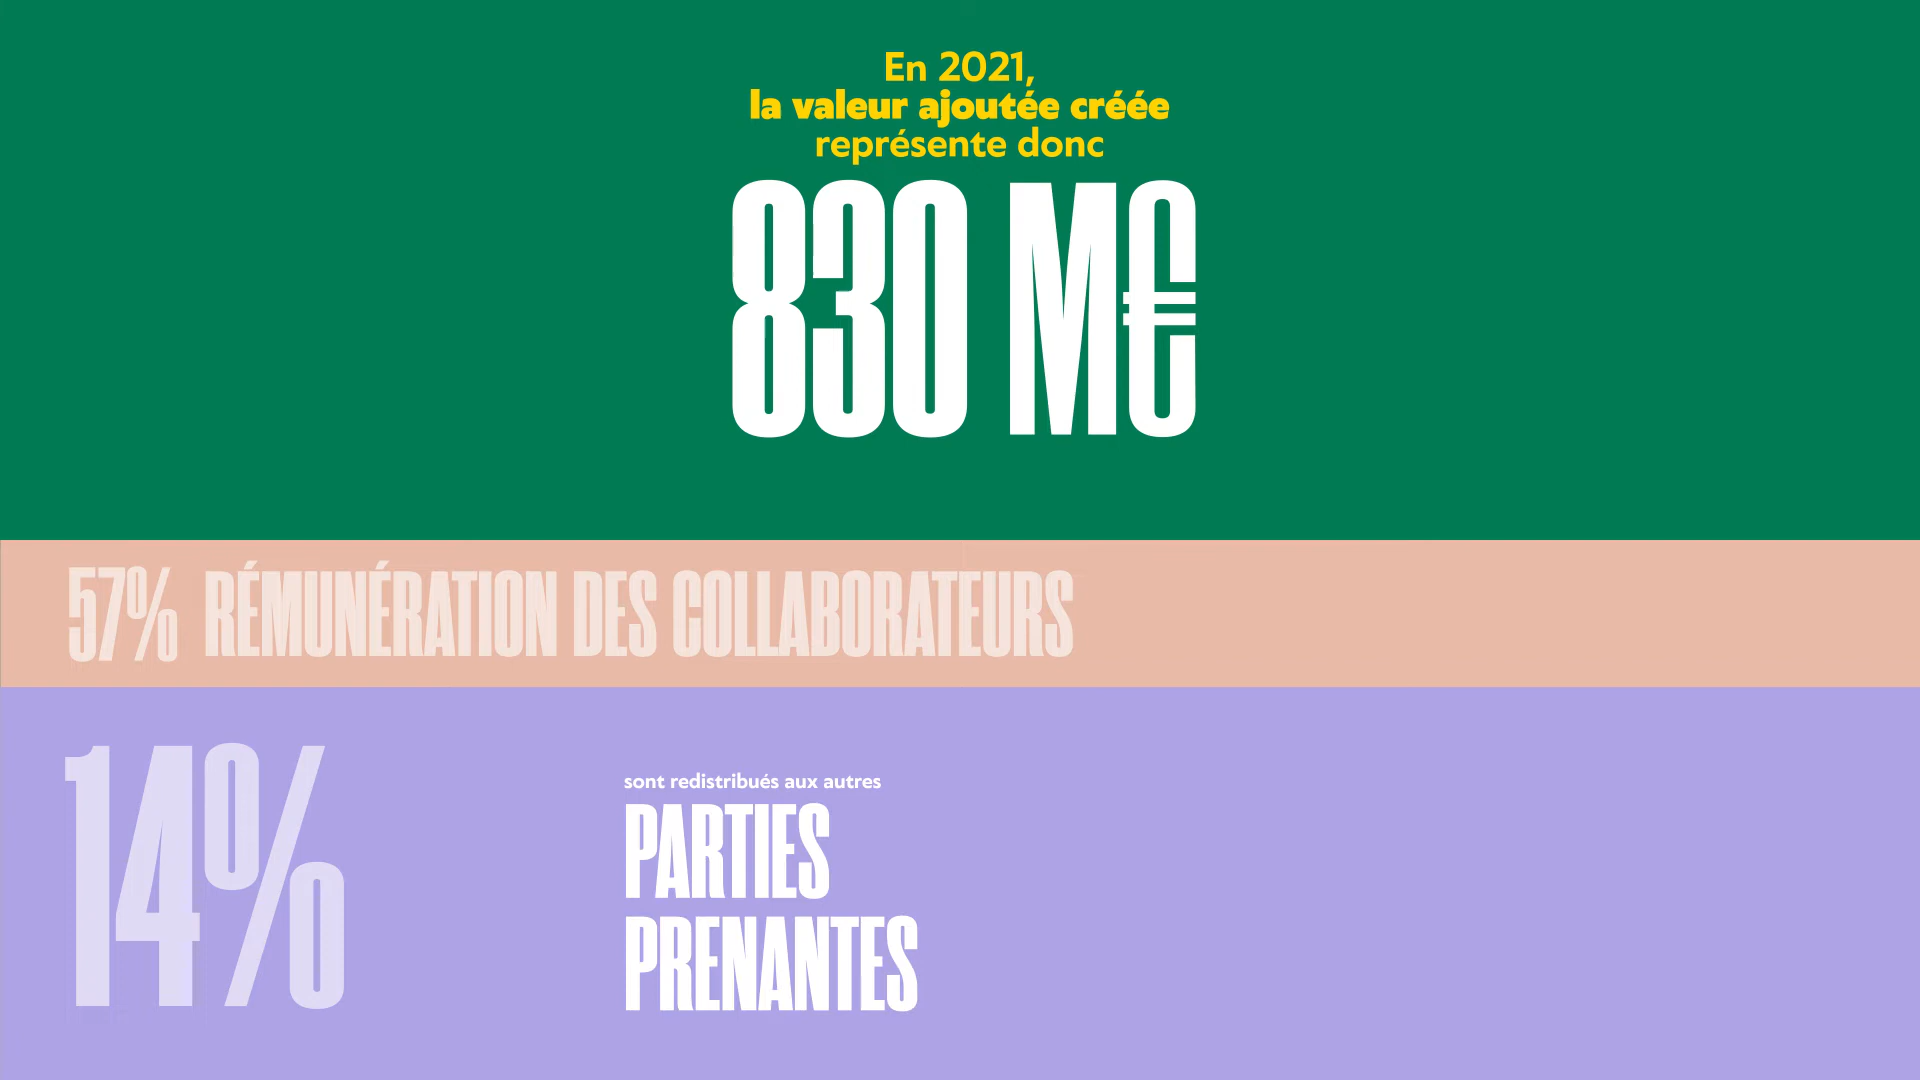 En 2021,
la valeur ajoutée créée
représente donc
830 M€
57% RÉMUNÉRATION DES COLLABORATEURS
14%
sont redistribués aux autres
PARTIES
PRENANTES